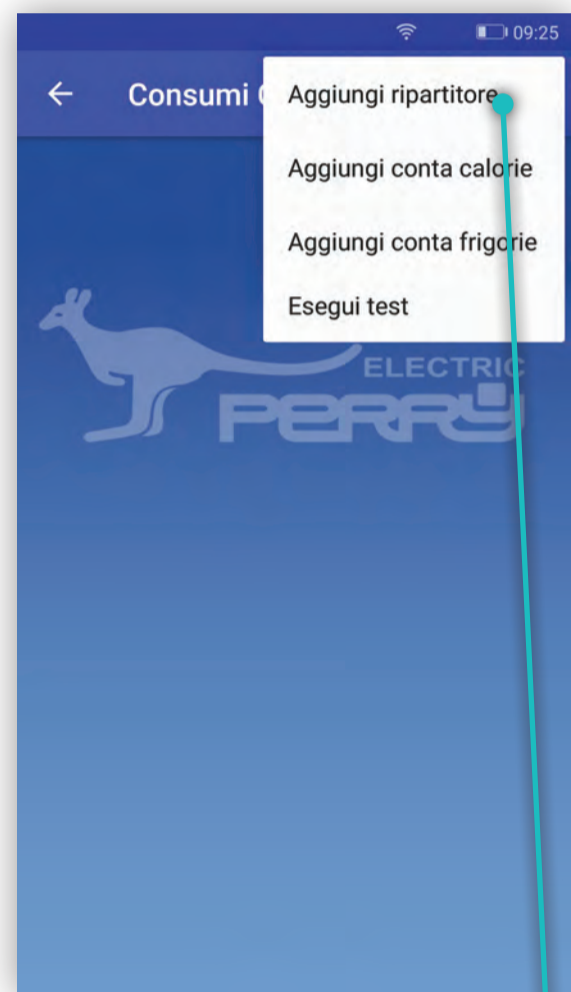 09:25
Consumi
Aggiungi ripartitore
Aggiungi conta calorie
Aggiungi conta frigorie
Esegui test
ELECTRIC
PERRY